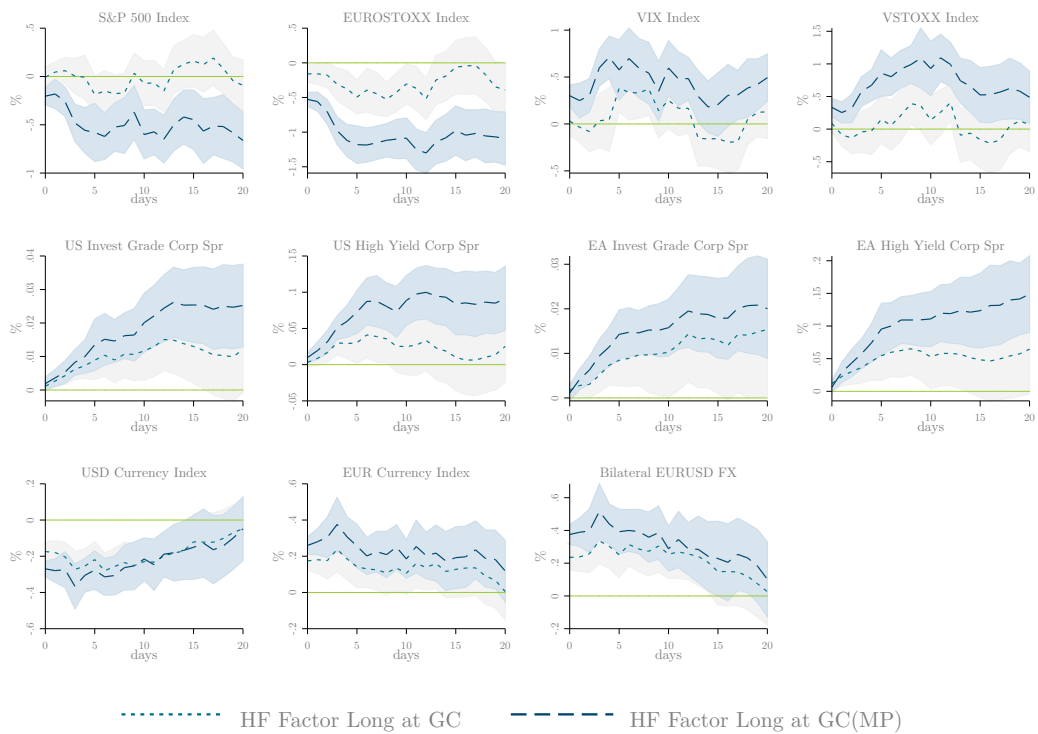 S&P 500 Index
EUROSTOXX Index
VIX Index
VSTOXX Index
%
.5
0
-.5
-1
0 5 10 15 20
days
%
.5
0
-.5
-1
-1.5
0 5 10 15 20
days
%
1
.5
0
-.5
0 5 10 15 20
days
%
1.5
1
.5
0
-.5
0 5 10 15 20
days
US Invest Grade Corp Spr
US High Yield Corp Spr
EA Invest Grade Corp Spr
EA High Yield Corp Spr
%
.04
.03
.02
.01
0
0 5 10 15 20
days
%
.15
.1
.05
0
-.05
0 5 10 15 20
days
%
.03
.02
.01
0
0 5 10 15 20
days
%
.2
.15
.1
.05
0
0 5 10 15 20
days
USD Currency Index
EUR Currency Index
Bilateral EURUSD FX
%
.2
0
-.2
-.4
-.6
0 5 10 15 20
days
%
.6
.4
.2
0
-.2
0 5 10 15 20
days
%
.6
.4
.2
0
-.2
0 5 10 15 20
days
HF Factor Long at GC
HF Factor Long at GC(MP)